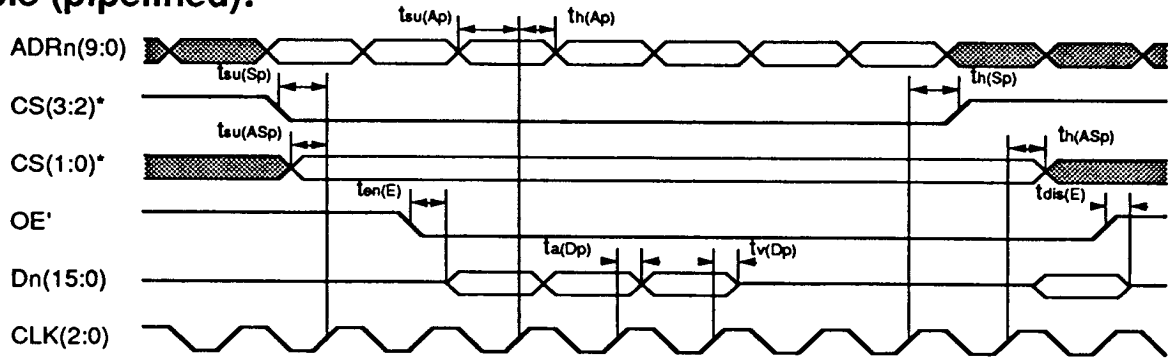 (pipelined):
tsu(Ap) th(Ap)
ADRn(9:0)
tsu(Sp) th(Sp)
CS(3:2)*
tsu(ASp) th(ASp)
CS(1:0)*
ten(E) tdis(E)
OE'
ta(Dp) tv(Dp)
Dn(15:0)
CLK(2:0)